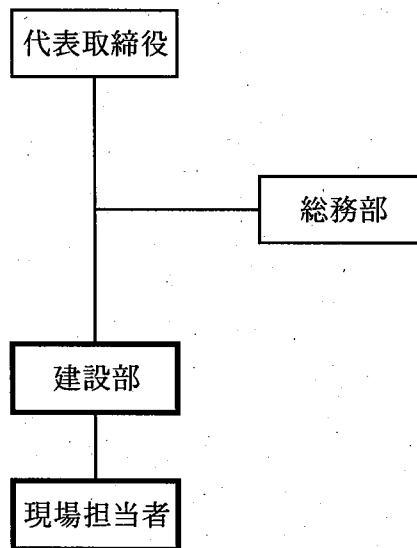 代表取締役
総務部
建設部
現場担当者